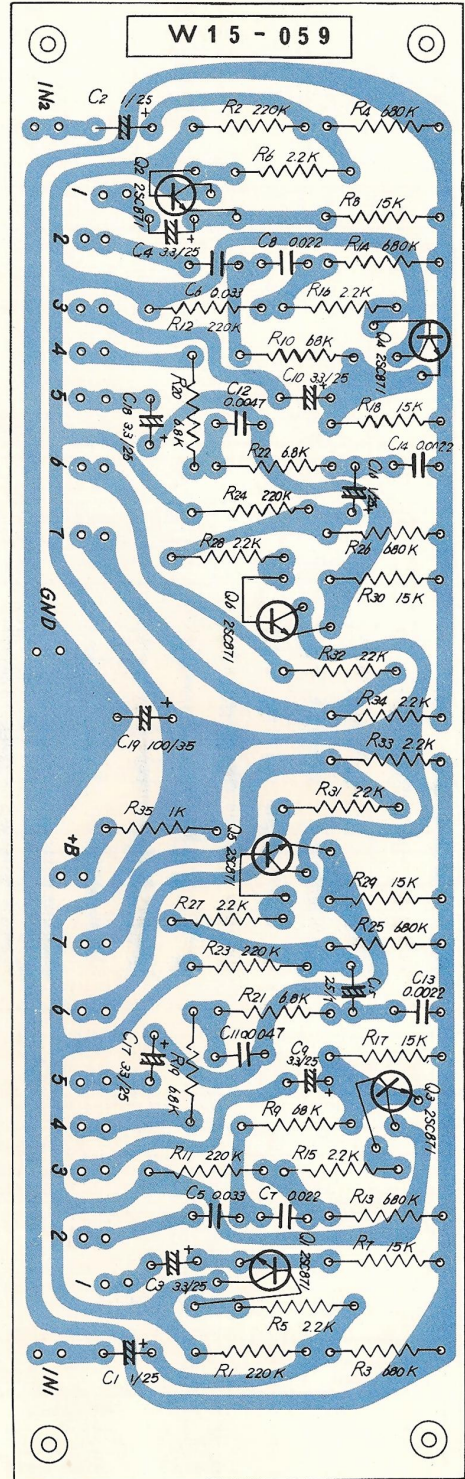 W15-059
IN2
C2 1/25
R2 220K
R4 680K
R6 2.2K
Q2 2SC871
1
R8 15K
2
C4 33/25
C8 0.022
R14 680K
C6 0.033
R16 2.2K
3
R12 220K
Q4 2SC871
4
R10 68K
C10 33/25
R20 6.8K
5
C18 33/25
C12 0.0047
R18 15K
R22 6.8K
C14 0.0022
6
C16 1/25
R24 220K
7
R28 2.2K
R26 680K
R30 15K
Q6 2SC871
GND
R32 22K
R34 2.2K
C19 100/35
R33 2.2K
R31 22K
R35 1K
Q5 2SC871
+B
R29 15K
R27 2.2K
7
R25 680K
R23 220K
C5 25/1
C13 0.0022
6
R21 6.8K
C17 33/25
C11 0.0047
R17 15K
5
R19 6.8K
C9 33/25
Q3 2SC871
4
R9 68K
3
R11 220K
R15 2.2K
C5 0.033
C7 0.022
R13 680K
2
Q1 2SC871
R7 15K
1
C3 33/25
R5 2.2K
IN1
C1 1/25
R1 220K
R3 680K